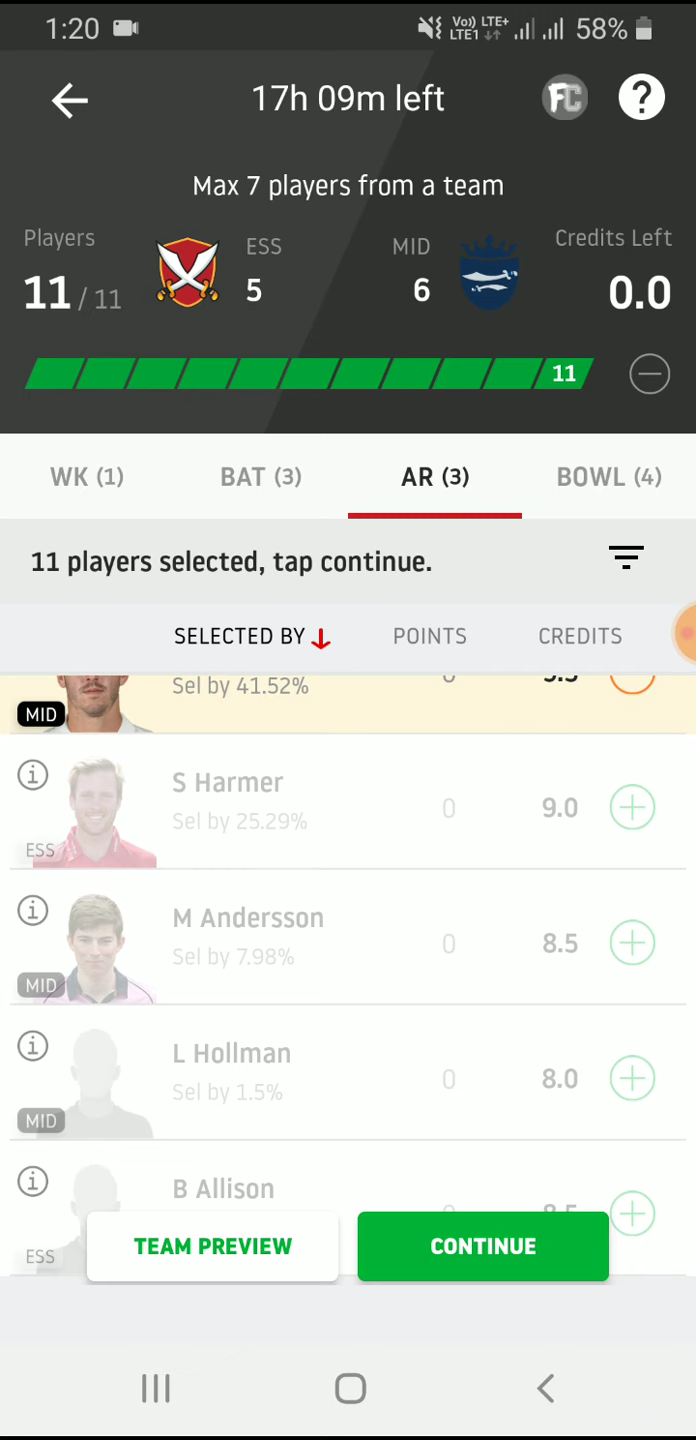 1:20
Vo)) LTE+
LTE1
58%
17h 09m left
FC
?
Max 7 players from a team
Players
ESS
MID
Credits Left
11 / 11
5
6
0.0
11
WK (1)
BAT (3)
AR (3)
BOWL (4)
11 players selected, tap continue.
SELECTED BY
POINTS
CREDITS
Sel by 41.52%
MID
S Harmer
Sel by 25.29%
0
9.0
ESS
M Andersson
Sel by 7.98%
0
8.5
MID
L Hollman
Sel by 1.5%
0
8.0
MID
B Allison
ESS
TEAM PREVIEW
CONTINUE